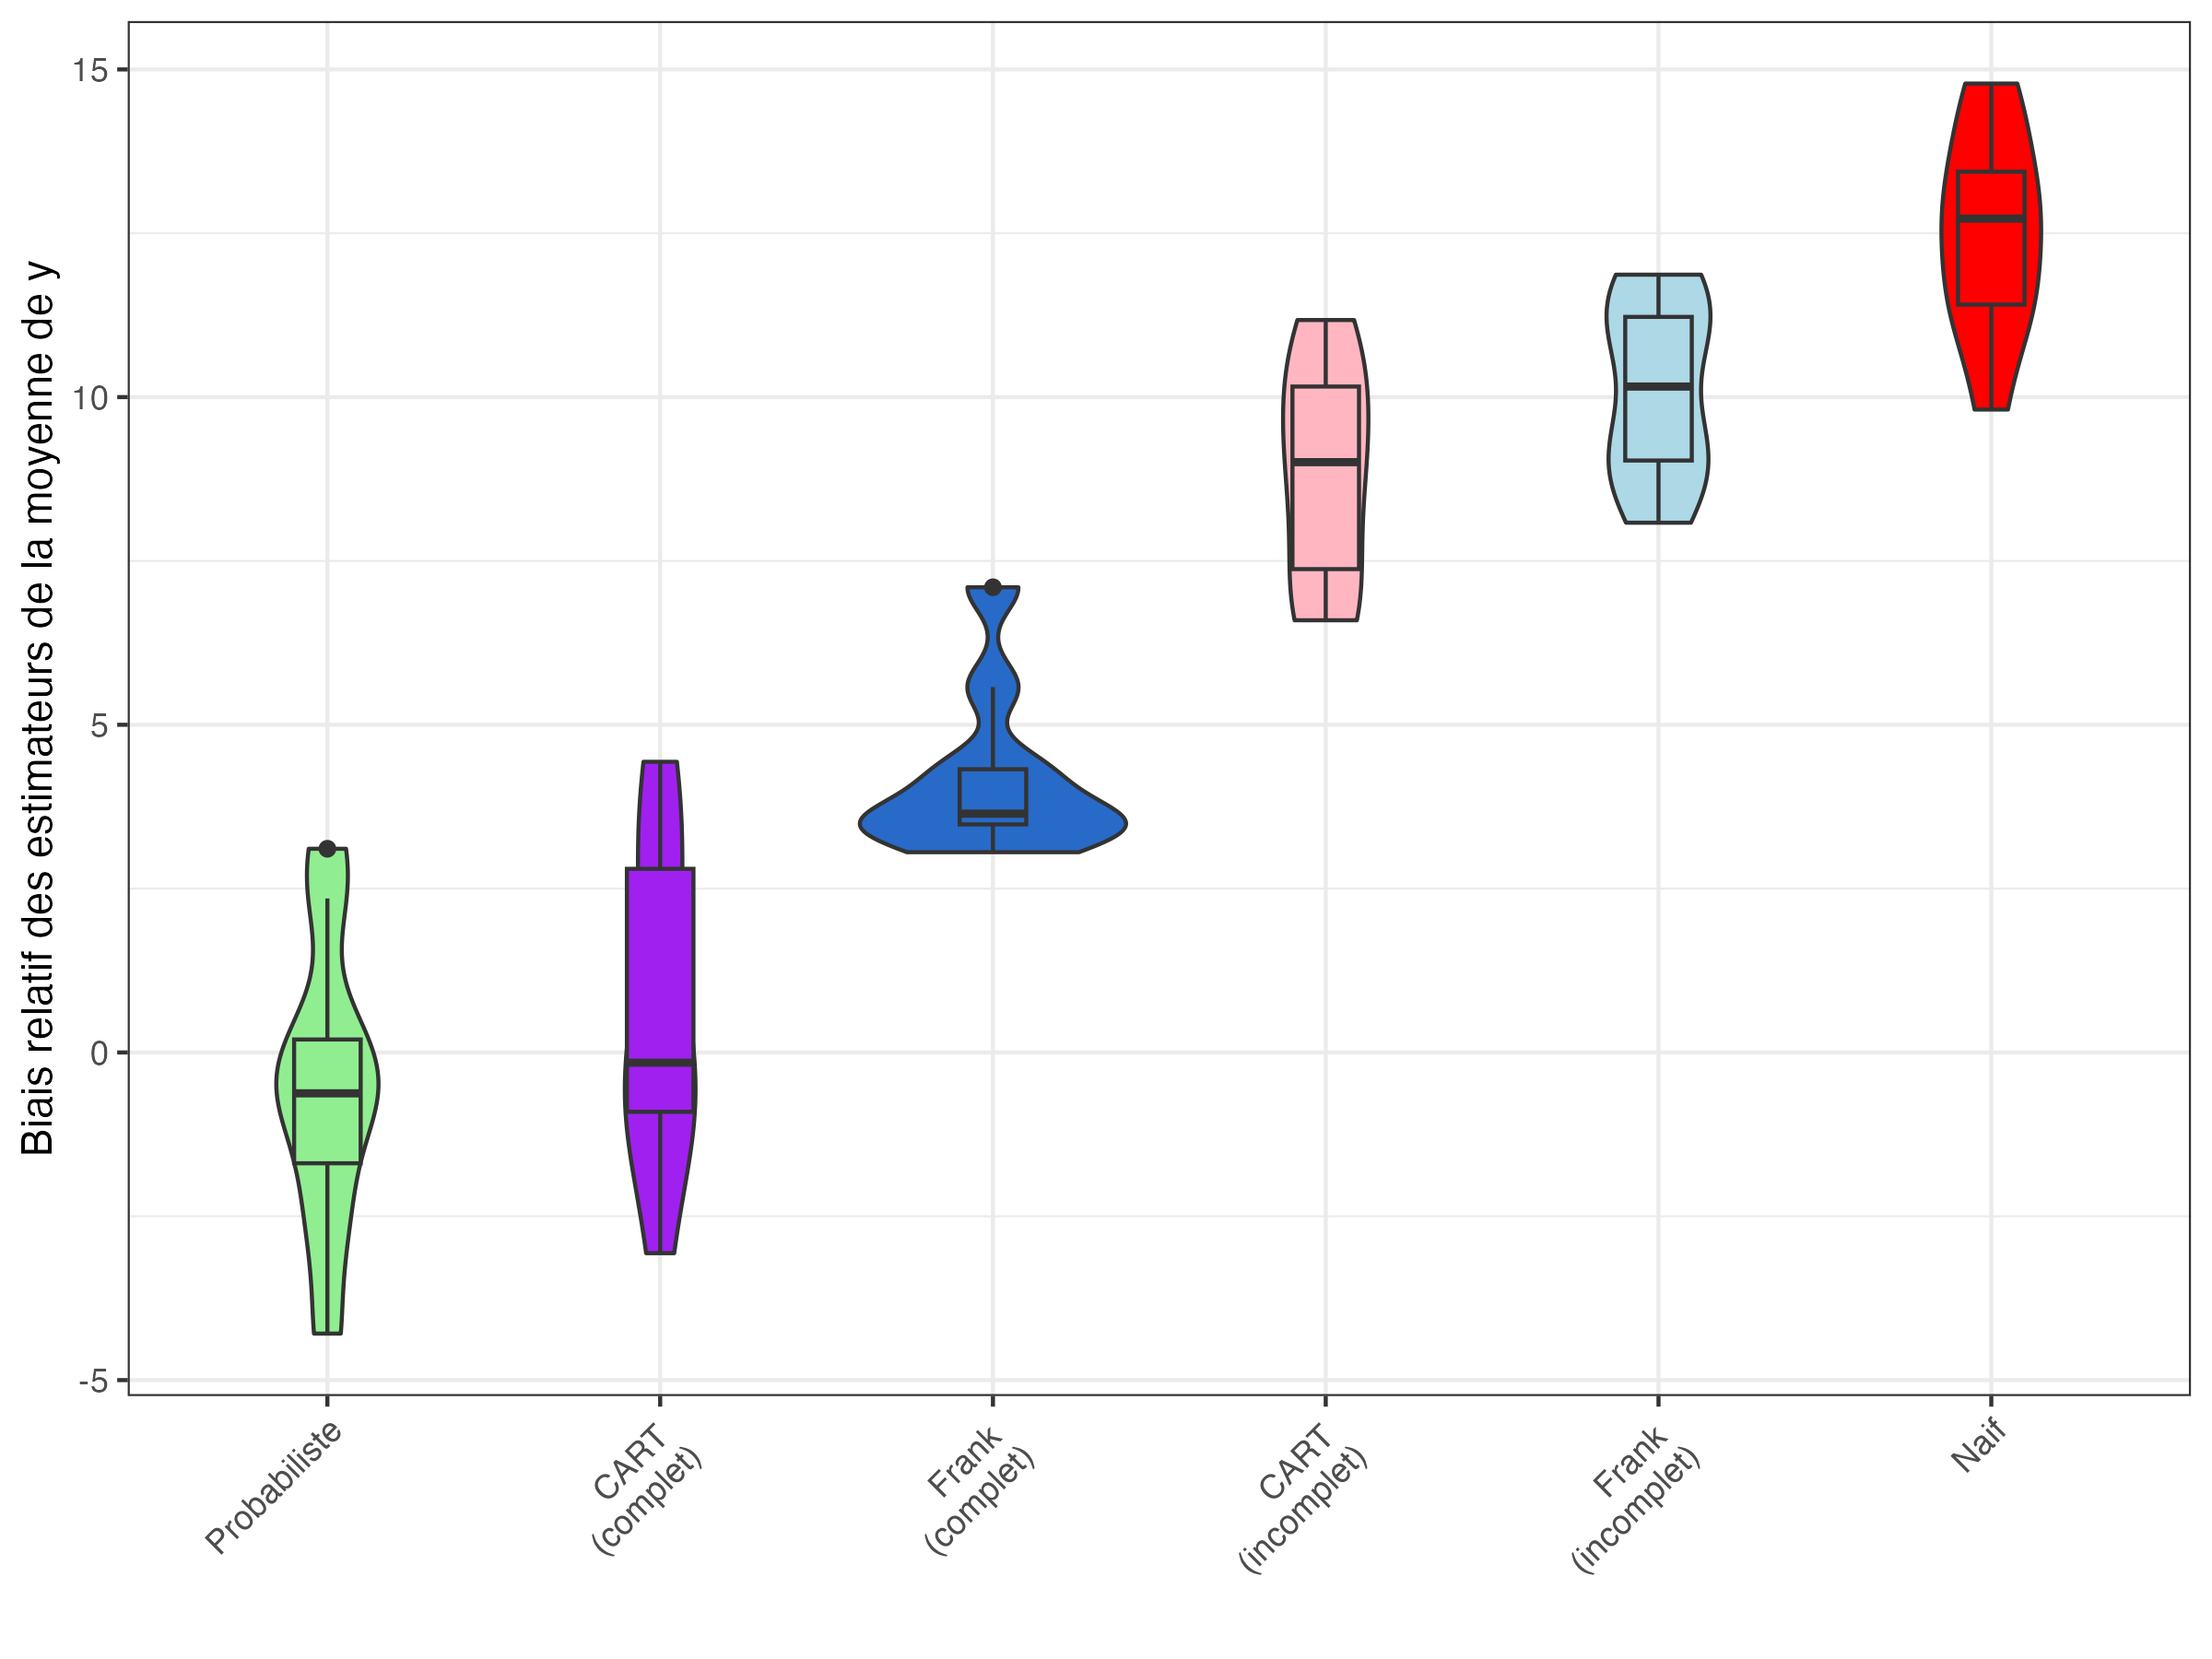 Biais relatif des estimateurs de la moyenne de y
15
10
5
0
-5
Probabiliste
CART
(complet)
Frank
(complet)
CART
(incomplet)
Frank
(incomplet)
Naif